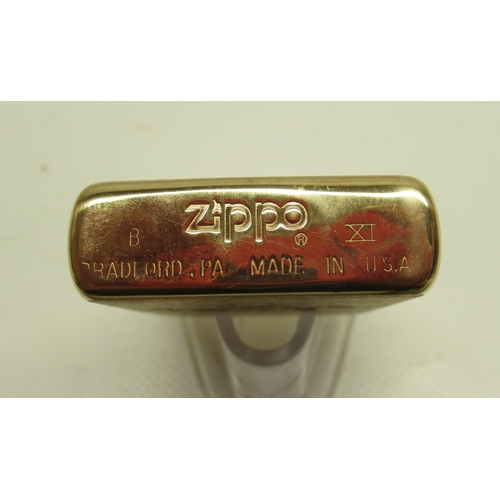 Zippo ®
B XI
BRADFORD, PA. MADE IN U.S.A